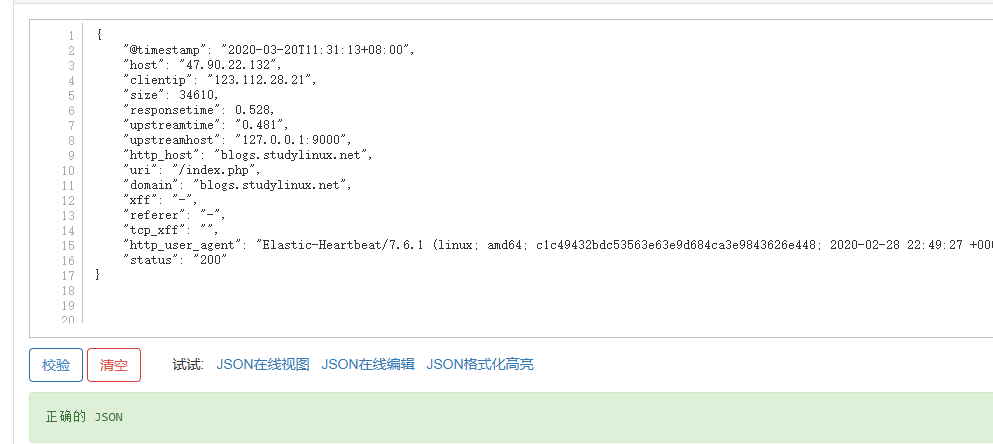 1 {
2 "@timestamp": "2020-03-20T11:31:13+08:00",
3 "host": "47.90.22.132",
4 "clientip": "123.112.28.21",
5 "size": 34610,
6 "responsetime": 0.528,
7 "upstreamtime": "0.481",
8 "upstreamhost": "127.0.0.1:9000",
9 "http_host": "blogs.studylinux.net",
10 "uri": "/index.php",
11 "domain": "blogs.studylinux.net",
12 "xff": "-",
13 "referer": "-",
14 "tcp_xff": "",
15 "http_user_agent": "Elastic-Heartbeat/7.6.1 (linux; amd64; c1c49432bdc53563e63e9d684ca3e9843626e448; 2020-02-28 22:49:27 +000
16 "status": "200"
17 }
18
19
20
校验 清空 试试: JSON在线视图 JSON在线编辑 JSON格式化高亮
正确的 JSON